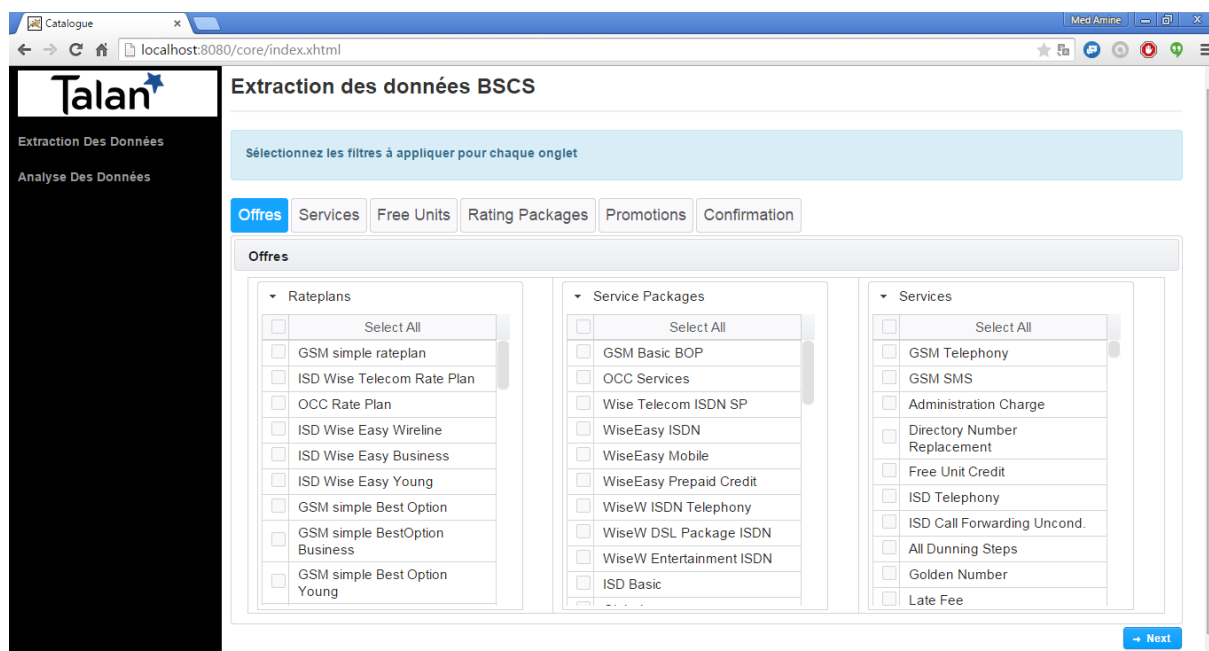 Catalogue
Med Amine
localhost:8080/core/index.xhtml
Talan
Extraction Des Données
Analyse Des Données
Extraction des données BSCS
Sélectionnez les filtres à appliquer pour chaque onglet
Offres Services Free Units Rating Packages Promotions Confirmation
Offres
Rateplans
Select All
GSM simple rateplan
ISD Wise Telecom Rate Plan
OCC Rate Plan
ISD Wise Easy Wireline
ISD Wise Easy Business
ISD Wise Easy Young
GSM simple Best Option
GSM simple BestOption
Business
GSM simple Best Option
Young
Service Packages
Select All
GSM Basic BOP
OCC Services
Wise Telecom ISDN SP
WiseEasy ISDN
WiseEasy Mobile
WiseEasy Prepaid Credit
WiseW ISDN Telephony
WiseW DSL Package ISDN
WiseW Entertainment ISDN
ISD Basic
Services
Select All
GSM Telephony
GSM SMS
Administration Charge
Directory Number
Replacement
Free Unit Credit
ISD Telephony
ISD Call Forwarding Uncond.
All Dunning Steps
Golden Number
Late Fee
Next